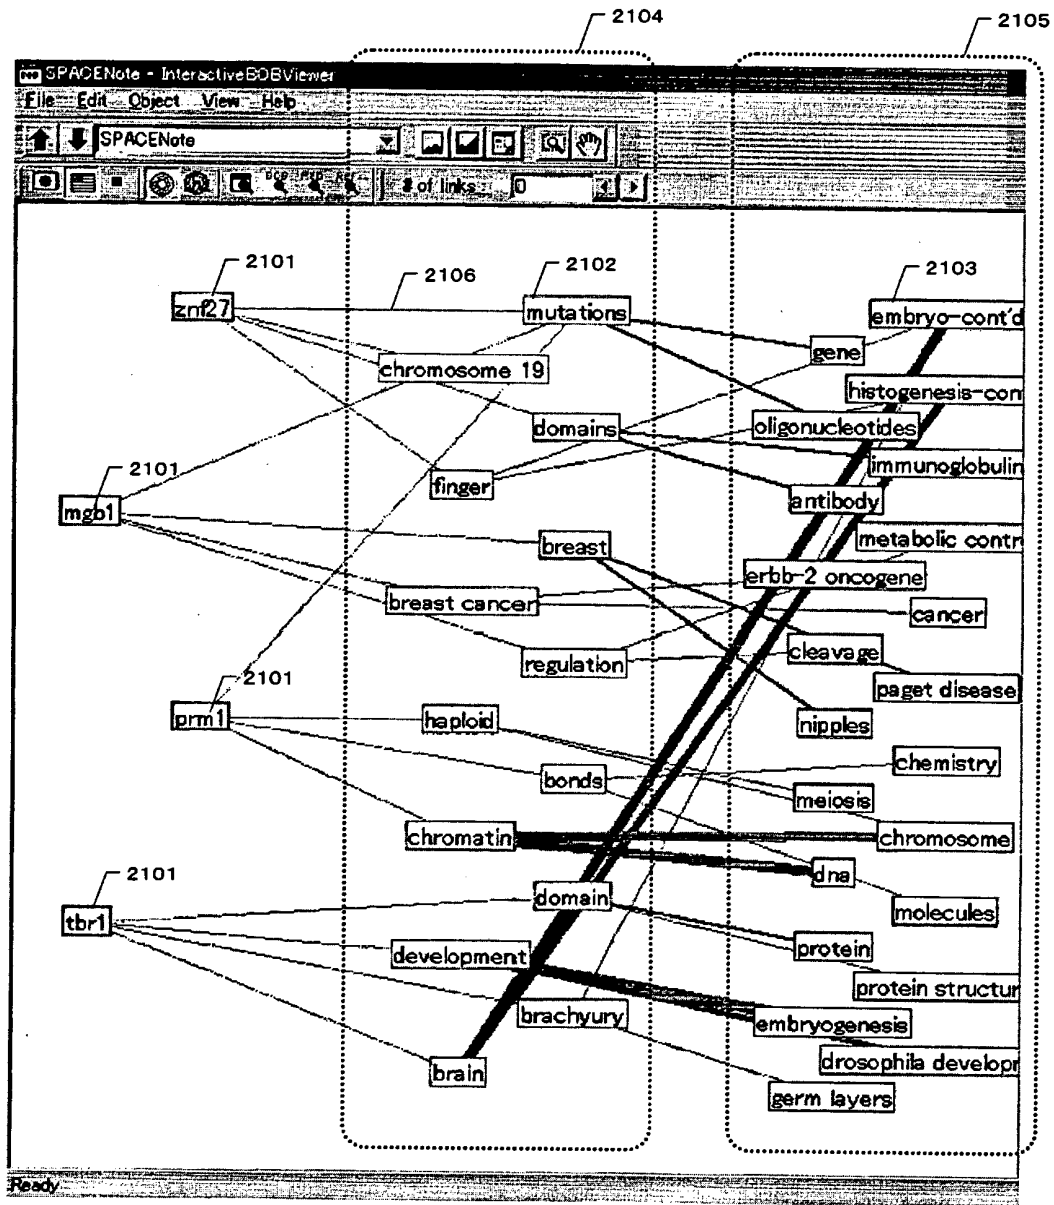 2104
2105
SPACENote - InteractiveBOBViewer
File Edit Object View Help
SPACENote
# of links : 0
2101
2106
2102
2103
znf27
mutations
embryo-cont'd
gene
chromosome 19
histogenesis-con
domains
oligonucleotides
2101
finger
immunoglobulin
mgb1
antibody
breast
metabolic contr
erbb-2 oncogene
breast cancer
cancer
regulation
cleavage
2101
paget disease
prm1
haploid
nipples
chemistry
bonds
meiosis
chromatin
chromosome
2101
dna
domain
molecules
tbr1
development
protein
protein structur
brachyury
embryogenesis
brain
drosophila developr
germ layers
Ready